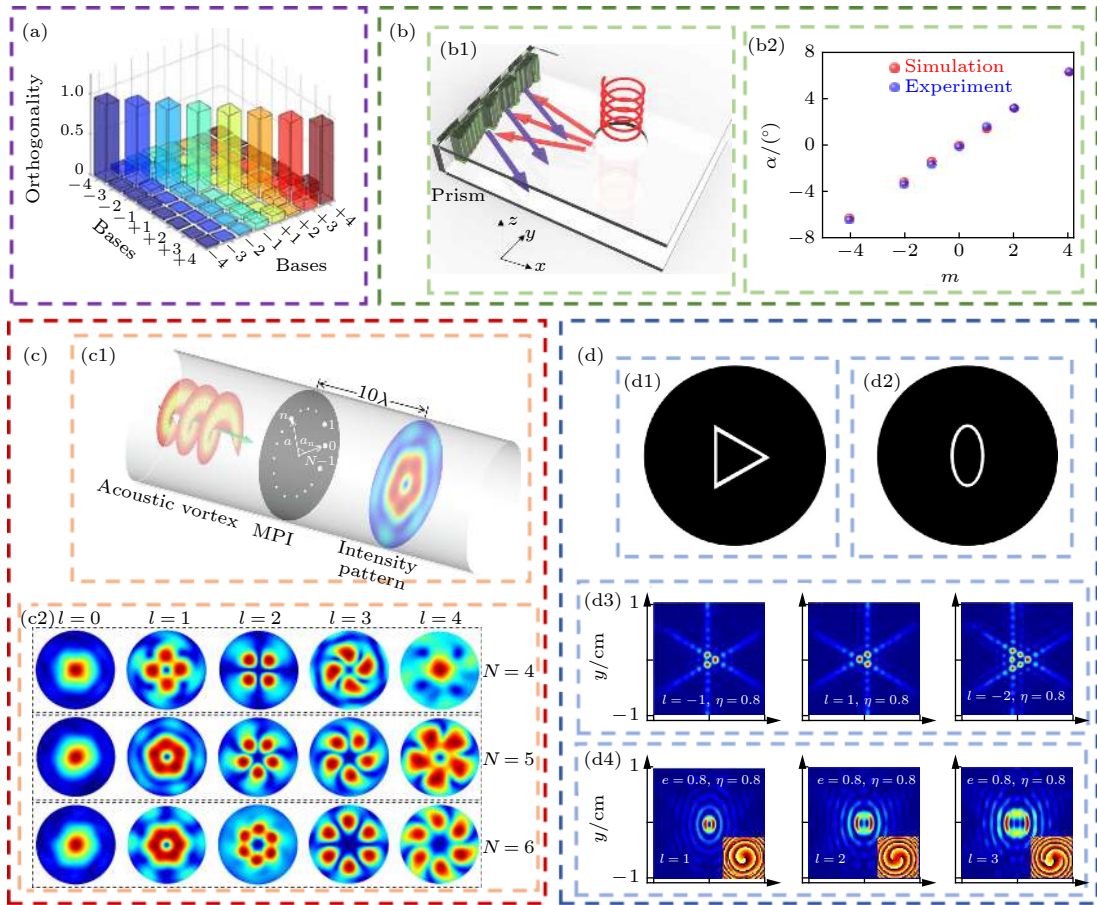 (a)
Orthogonality
1.0
0.5
0
−4
−3
−2
−1
+1
+2
+3
+4
Bases
−4
−3
−2
−1
+1
+2
+3
+4
Bases
(b)
(b1)
Prism
z
y
x
(b2)
8
4
0
−4
−8
α/(°)
Simulation
Experiment
−4
−2
0
2
4
m
(c)
(c1)
10λ
n
1
a
αn
0
N−1
Acoustic vortex
MPI
Intensity
pattern
(c2) l=0 l=1 l=2 l=3 l=4
N=4
N=5
N=6
(d)
(d1)
(d2)
(d3)
1
y/cm
−1
l=−1, η=0.8
l=1, η=0.8
l=−2, η=0.8
(d4)
1
y/cm
−1
e=0.8, η=0.8
l=1
e=0.8, η=0.8
l=2
e=0.8, η=0.8
l=3